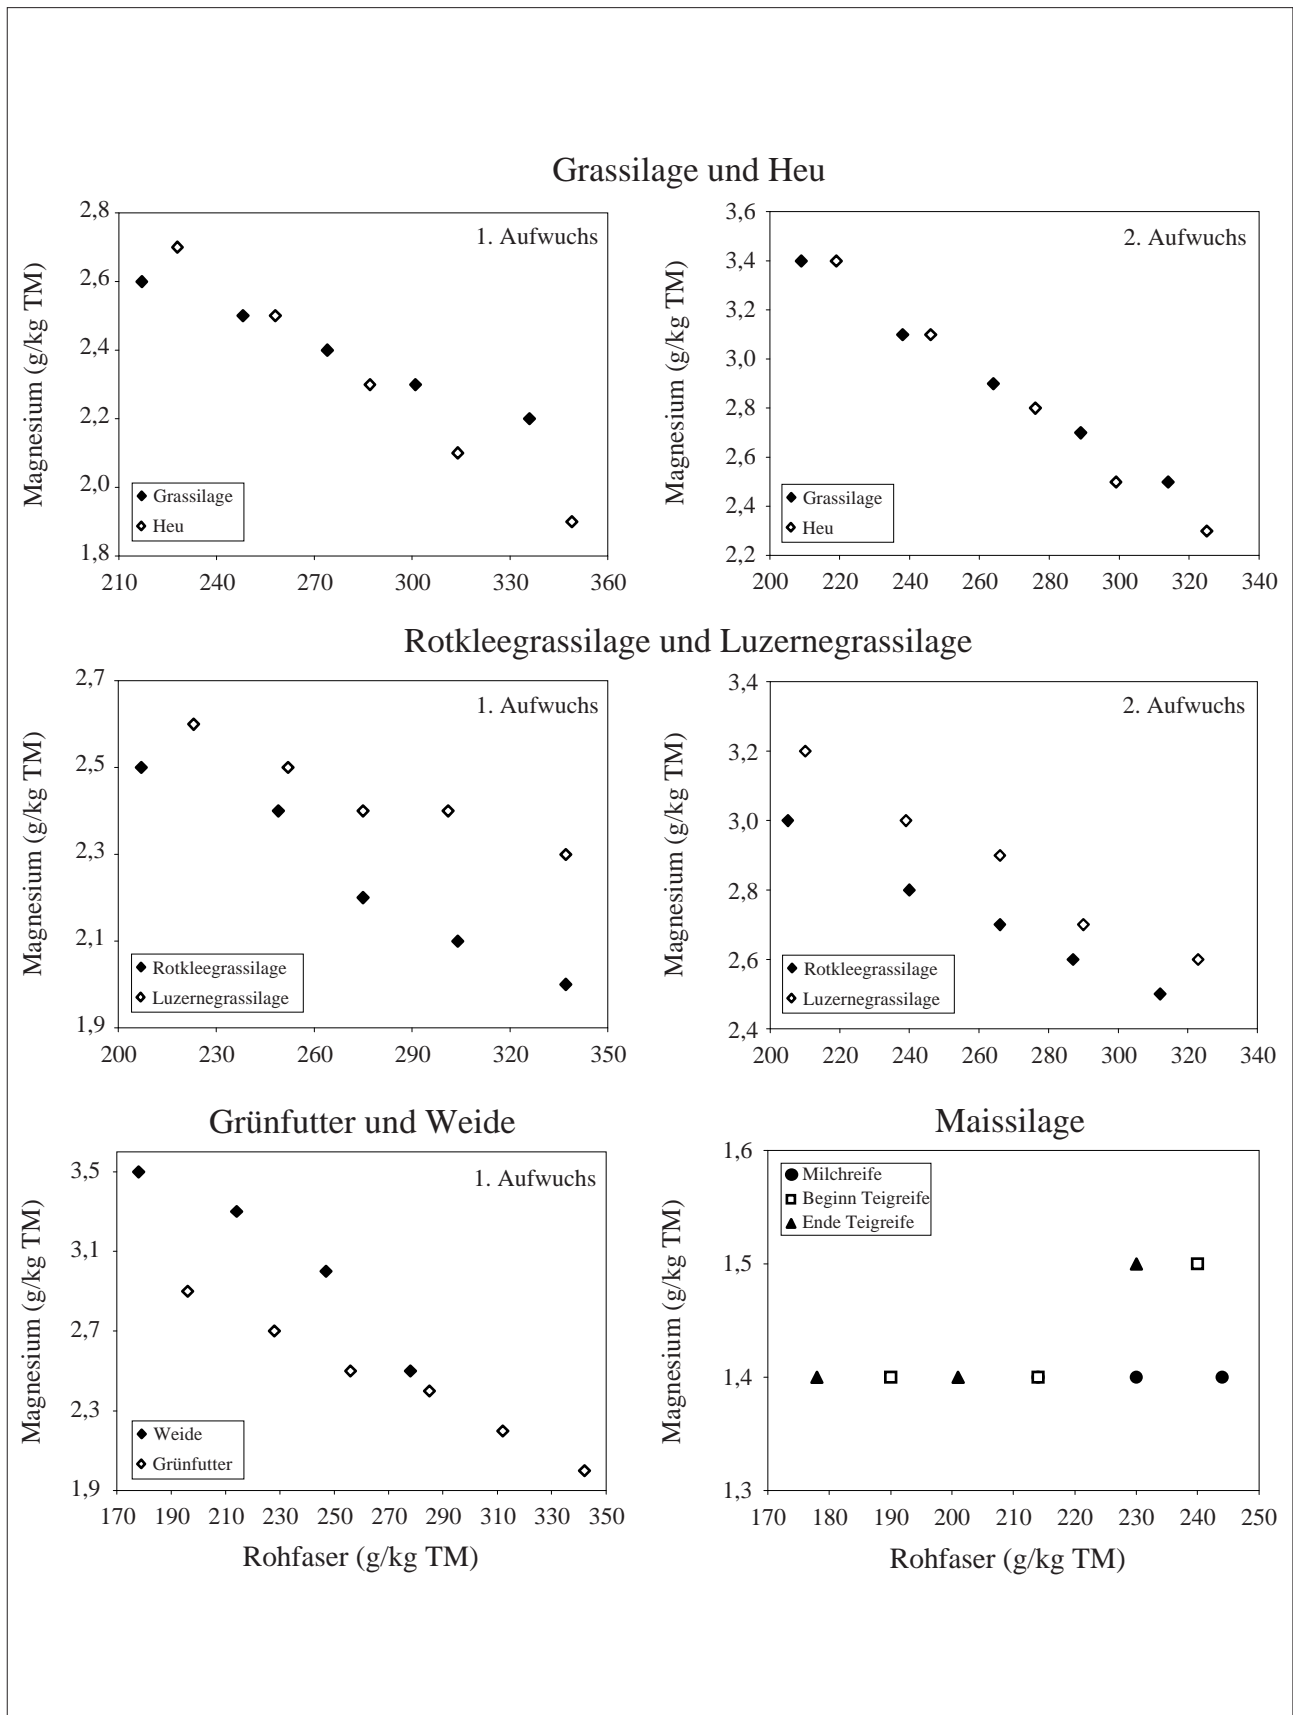 Grassilage und Heu
Magnesium (g/kg TM)
2,8
2,6
2,4
2,2
2,0
1,8
1. Aufwuchs
Grassilage
Heu
210 240 270 300 330 360
Magnesium (g/kg TM)
3,6
3,4
3,2
3,0
2,8
2,6
2,4
2,2
2. Aufwuchs
Grassilage
Heu
200 220 240 260 280 300 320 340
Rotkleegrassilage und Luzernegrassilage
Magnesium (g/kg TM)
2,7
2,5
2,3
2,1
1,9
1. Aufwuchs
Rotkleegrassilage
Luzernegrassilage
200 230 260 290 320 350
Magnesium (g/kg TM)
3,4
3,2
3,0
2,8
2,6
2,4
2. Aufwuchs
Rotkleegrassilage
Luzernegrassilage
200 220 240 260 280 300 320 340
Grünfutter und Weide
Magnesium (g/kg TM)
3,5
3,1
2,7
2,3
1,9
1. Aufwuchs
Weide
Grünfutter
170 190 210 230 250 270 290 310 330 350
Rohfaser (g/kg TM)
Maissilage
Magnesium (g/kg TM)
1,6
1,5
1,4
1,3
Milchreife
Beginn Teigreife
Ende Teigreife
170 180 190 200 210 220 230 240 250
Rohfaser (g/kg TM)